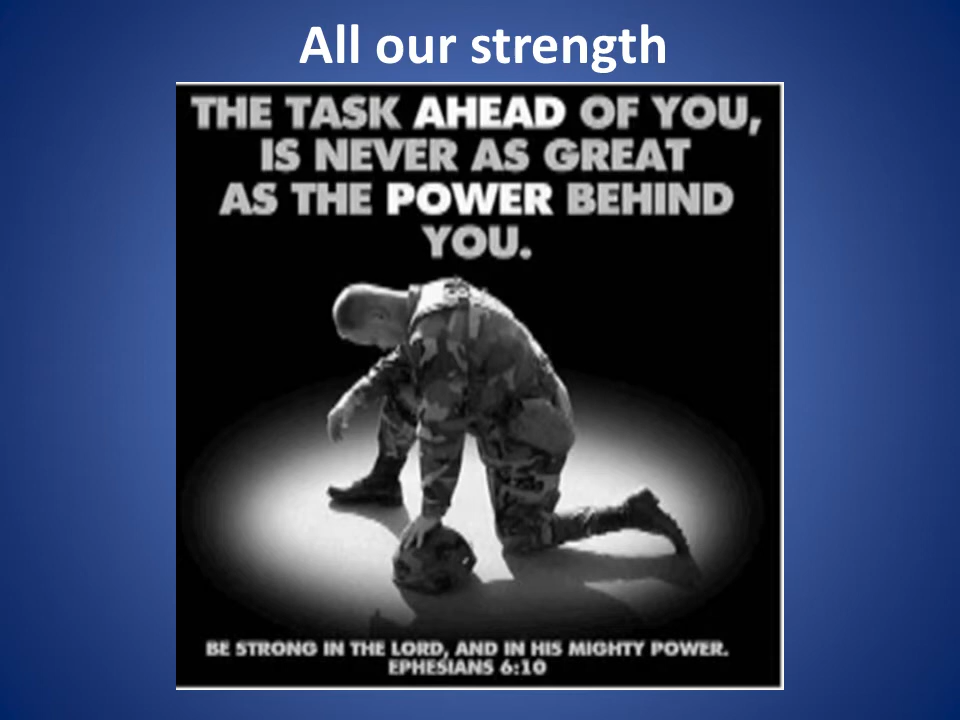 All our strength
THE TASK AHEAD OF YOU,
IS NEVER AS GREAT
AS THE POWER BEHIND
YOU.
BE STRONG IN THE LORD, AND IN HIS MIGHTY POWER.
EPHESIANS 6:10